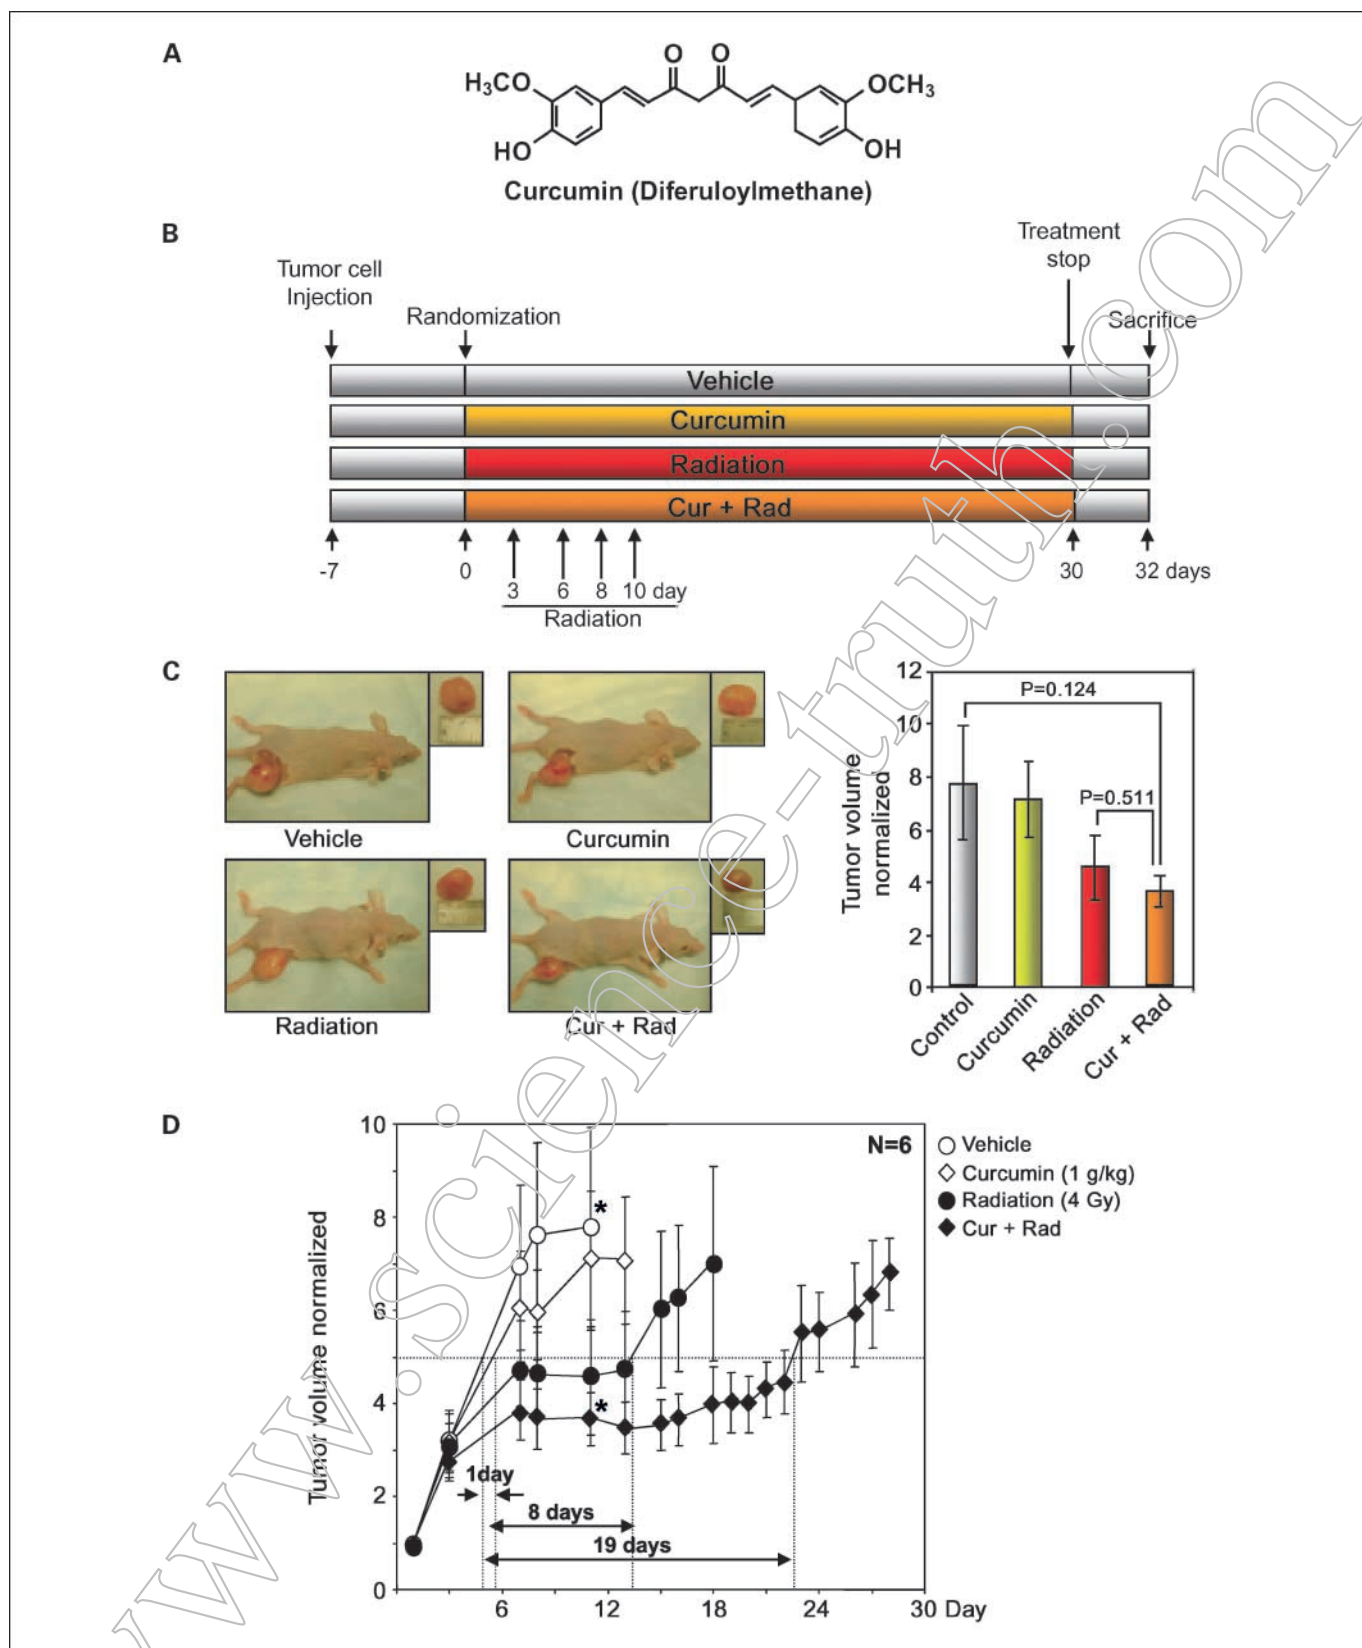 A
O O
H₃CO OCH₃
HO OH
Curcumin (Diferuloylmethane)
B
Treatment
stop
Tumor cell
Injection
Randomization
Sacrifice
Vehicle
Curcumin
Radiation
Cur + Rad
-7 0 3 6 8 10 day 30 32 days
Radiation
C
Vehicle
Curcumin
Radiation
Cur + Rad
Tumor volume
normalized
12
10
8
6
4
2
0
P=0.124
P=0.511
Control
Curcumin
Radiation
Cur + Rad
D
Tumor volume normalized
10
8
6
4
2
0
N=6
Vehicle
Curcumin (1 g/kg)
Radiation (4 Gy)
Cur + Rad
*
*
1day
8 days
19 days
6 12 18 24 30 Day
www.science-truth.com